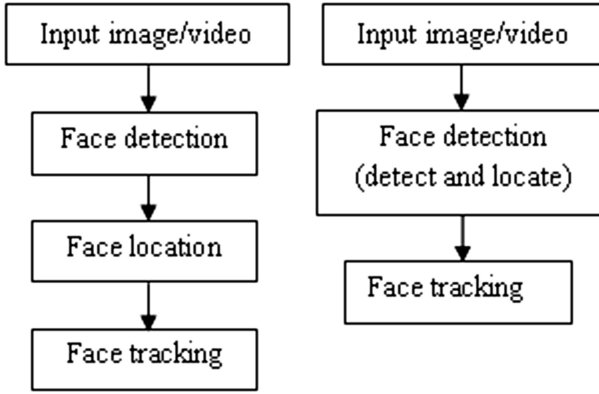 Input image/video
Face detection
Face location
Face tracking
Input image/video
Face detection
(detect and locate)
Face tracking